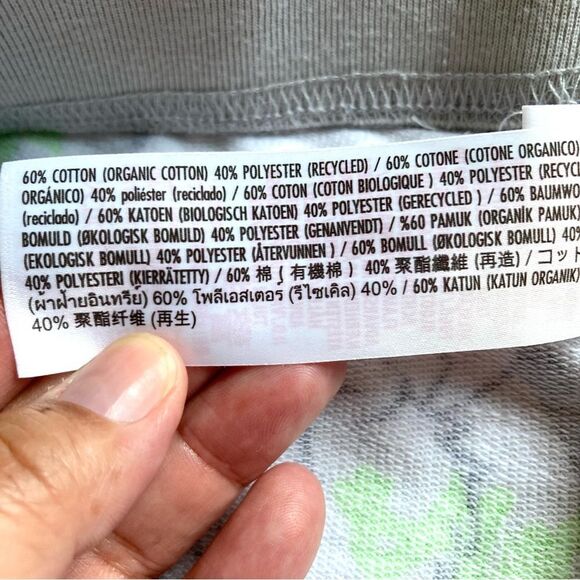 60% COTTON (ORGANIC COTTON) 40% POLYESTER (RECYCLED) / 60% COTONE (COTONE ORGANICO)
ORGÁNICO) 40% poliéster (reciclado) / 60% COTON (COTON BIOLOGIQUE ) 40% POLYESTER (RECYCL
(reciclado) / 60% KATOEN (BIOLOGISCH KATOEN) 40% POLYESTER (GERECYCLED ) / 60% BAUMWO
BOMULD (ØKOLOGISK BOMULD) 40% POLYESTER (GENANVENDT) / %60 PAMUK (ORGANİK PAMUK)
(EKOLOGISK BOMULL) 40% POLYESTER (ÅTERVUNNEN ) / 60% BOMULL (ØKOLOGISK BOMULL) 40%
40% POLYESTERI (KIERRÄTETTY) / 60% 棉 ( 有機棉 ) 40% 聚酯纖維 (再造) / コット
(ผ้าฝ้ายอินทรีย์) 60% โพลีเอสเตอร์ (รีไซเคิล) 40% / 60% KATUN (KATUN ORGANIK)
40% 聚酯纤维 (再生)